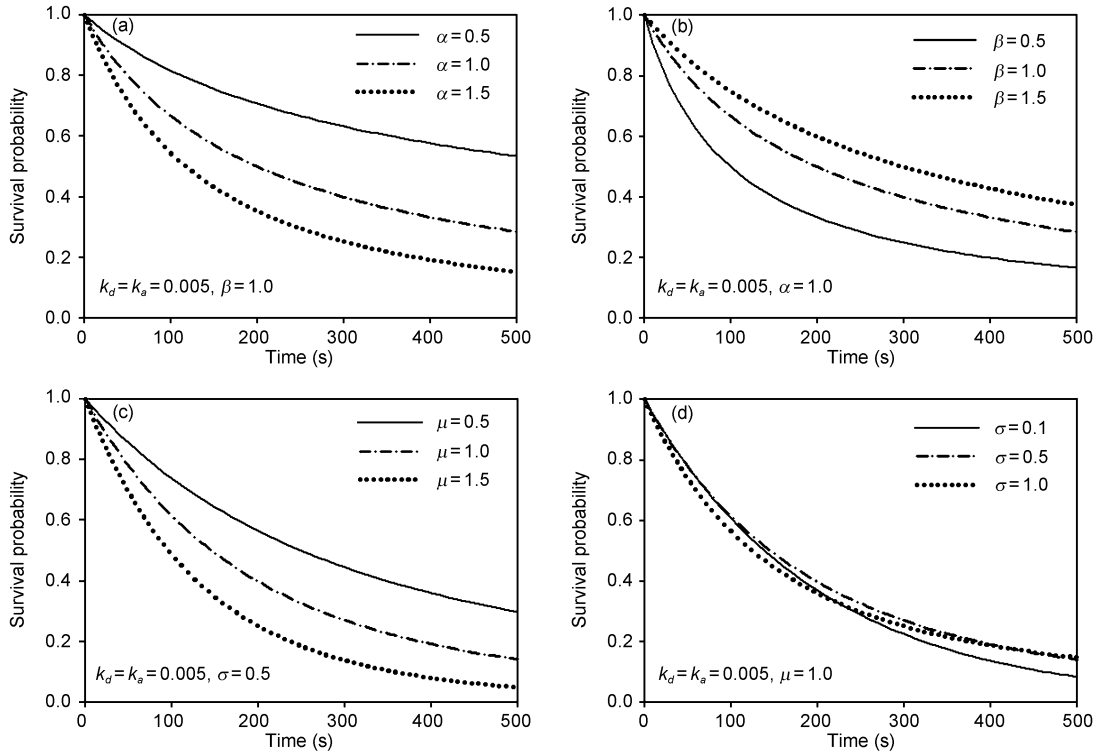 (a)
α = 0.5
α = 1.0
α = 1.5
1.0
0.8
0.6
0.4
0.2
0.0
Survival probability
k_d = k_a = 0.005, β = 1.0
0 100 200 300 400 500
Time (s)
(b)
β = 0.5
β = 1.0
β = 1.5
1.0
0.8
0.6
0.4
0.2
0.0
Survival probability
k_d = k_a = 0.005, α = 1.0
0 100 200 300 400 500
Time (s)
(c)
μ = 0.5
μ = 1.0
μ = 1.5
1.0
0.8
0.6
0.4
0.2
0.0
Survival probability
k_d = k_a = 0.005, σ = 0.5
0 100 200 300 400 500
Time (s)
(d)
σ = 0.1
σ = 0.5
σ = 1.0
1.0
0.8
0.6
0.4
0.2
0.0
Survival probability
k_d = k_a = 0.005, μ = 1.0
0 100 200 300 400 500
Time (s)